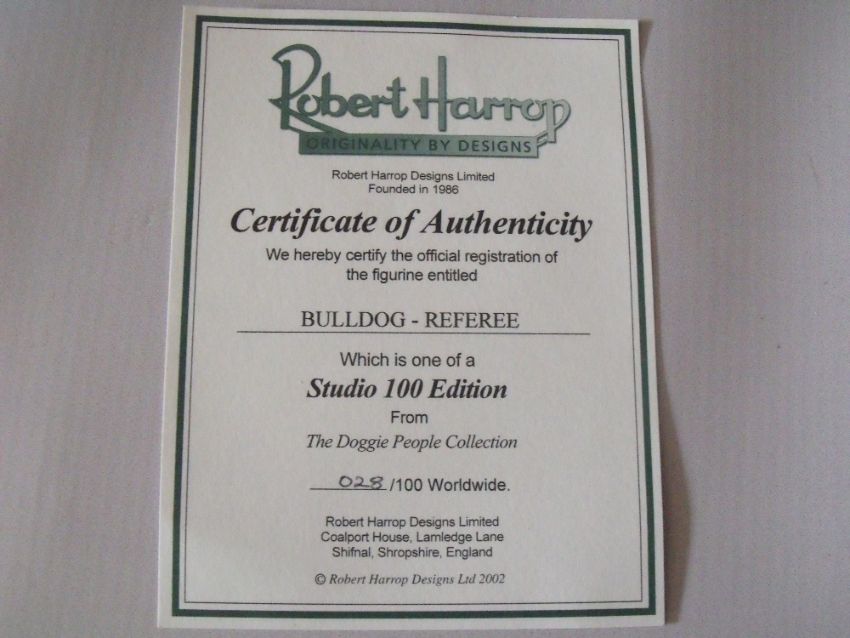 Robert Harrop
ORIGINALITY BY DESIGNS
Robert Harrop Designs Limited
Founded in 1986
Certificate of Authenticity
We hereby certify the official registration of
the figurine entitled
BULLDOG - REFEREE
Which is one of a
Studio 100 Edition
From
The Doggie People Collection
028/100 Worldwide.
Robert Harrop Designs Limited
Coalport House, Lamledge Lane
Shifnal, Shropshire, England
© Robert Harrop Designs Ltd 2002